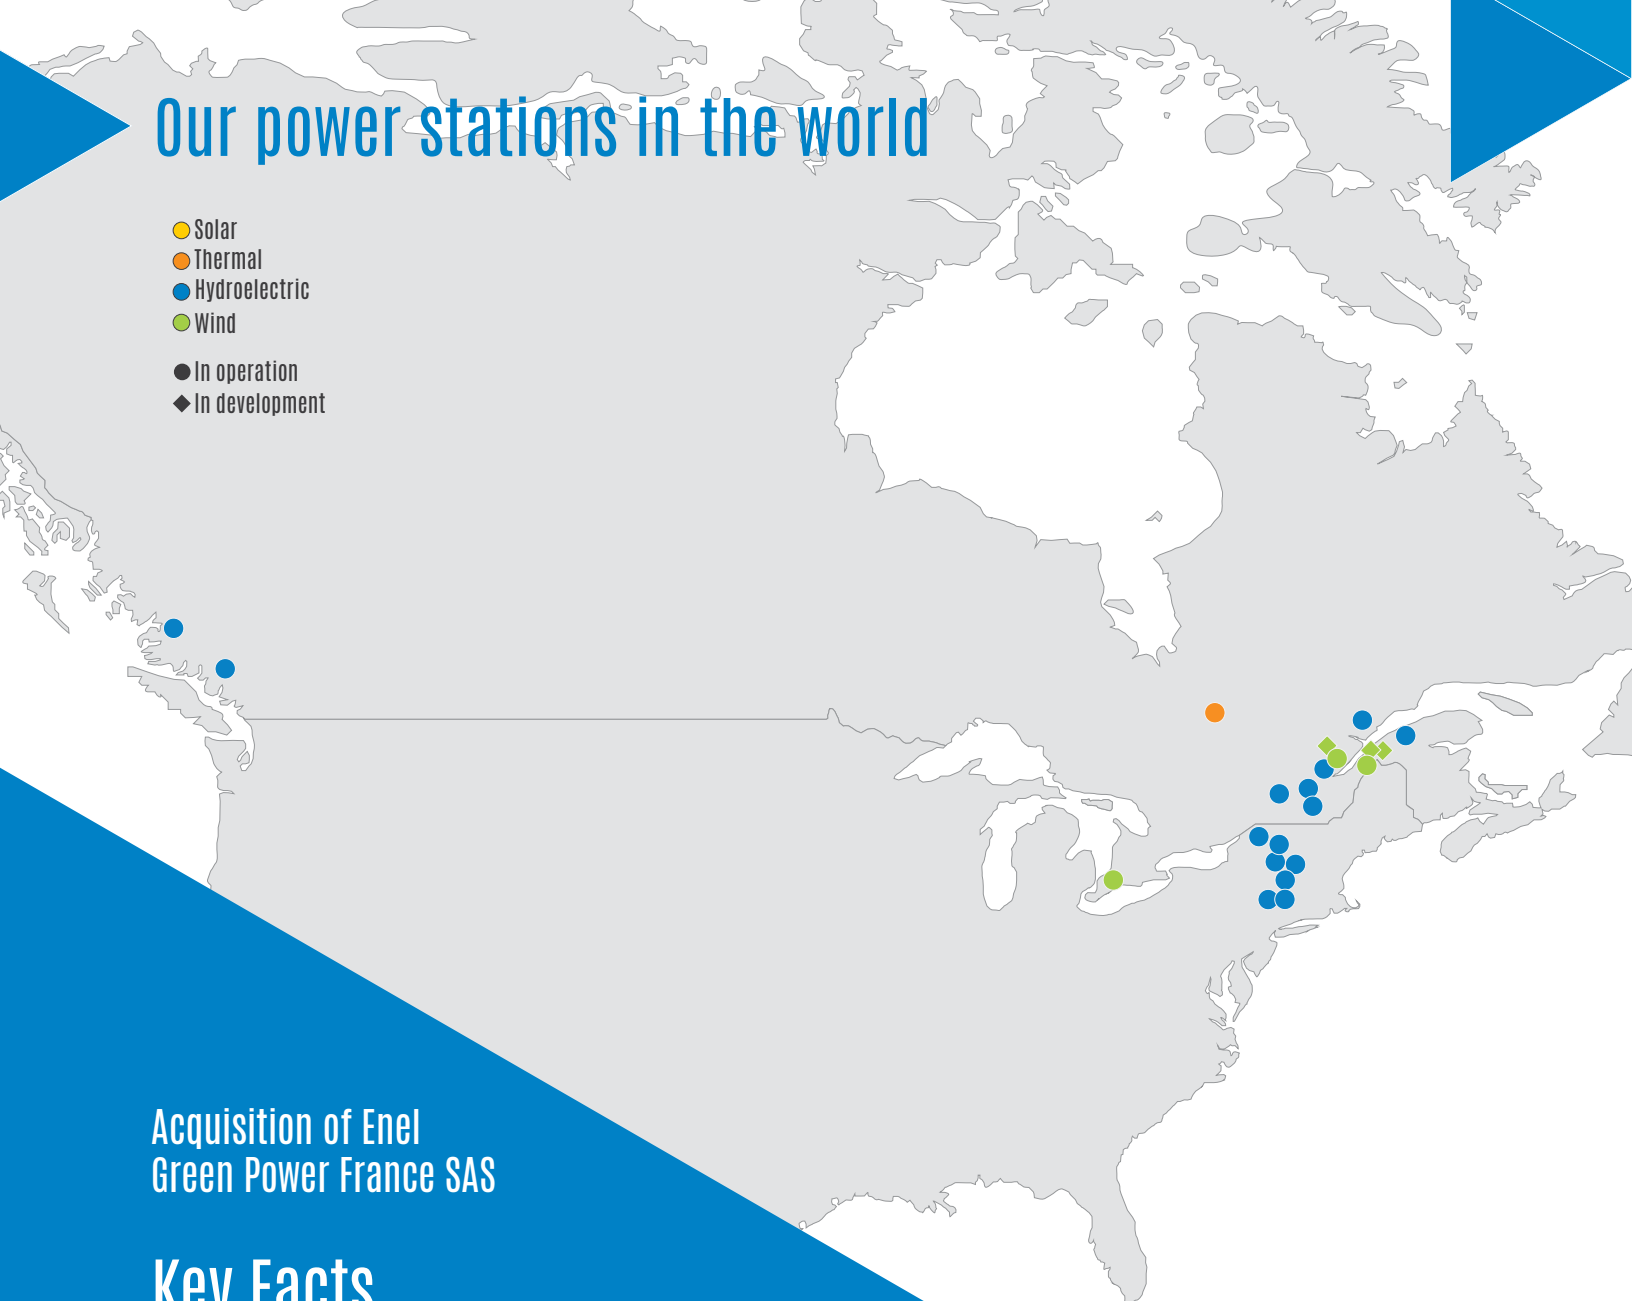 Our power stations in the world
Solar
Thermal
Hydroelectric
Wind
In operation
In development
Acquisition of Enel
Green Power France SAS
Key Facts